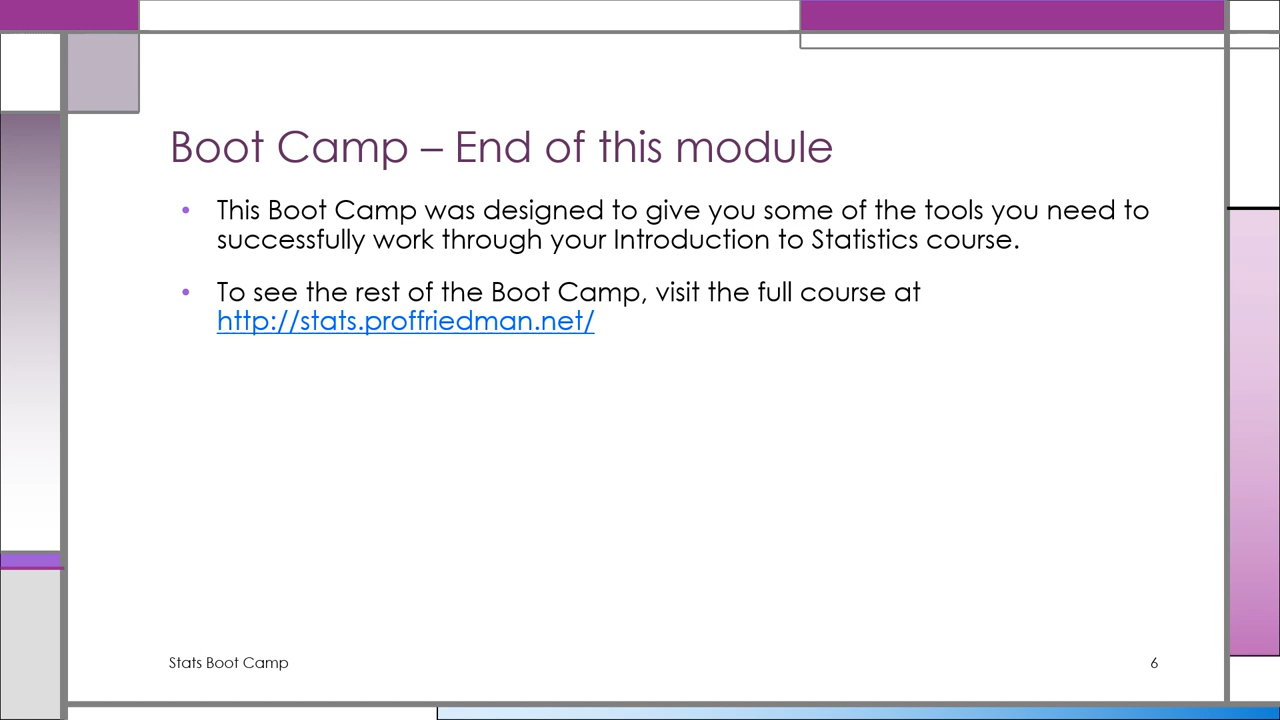 Boot Camp – End of this module
• This Boot Camp was designed to give you some of the tools you need to
successfully work through your Introduction to Statistics course.
• To see the rest of the Boot Camp, visit the full course at
http://stats.proffriedman.net/
Stats Boot Camp
6